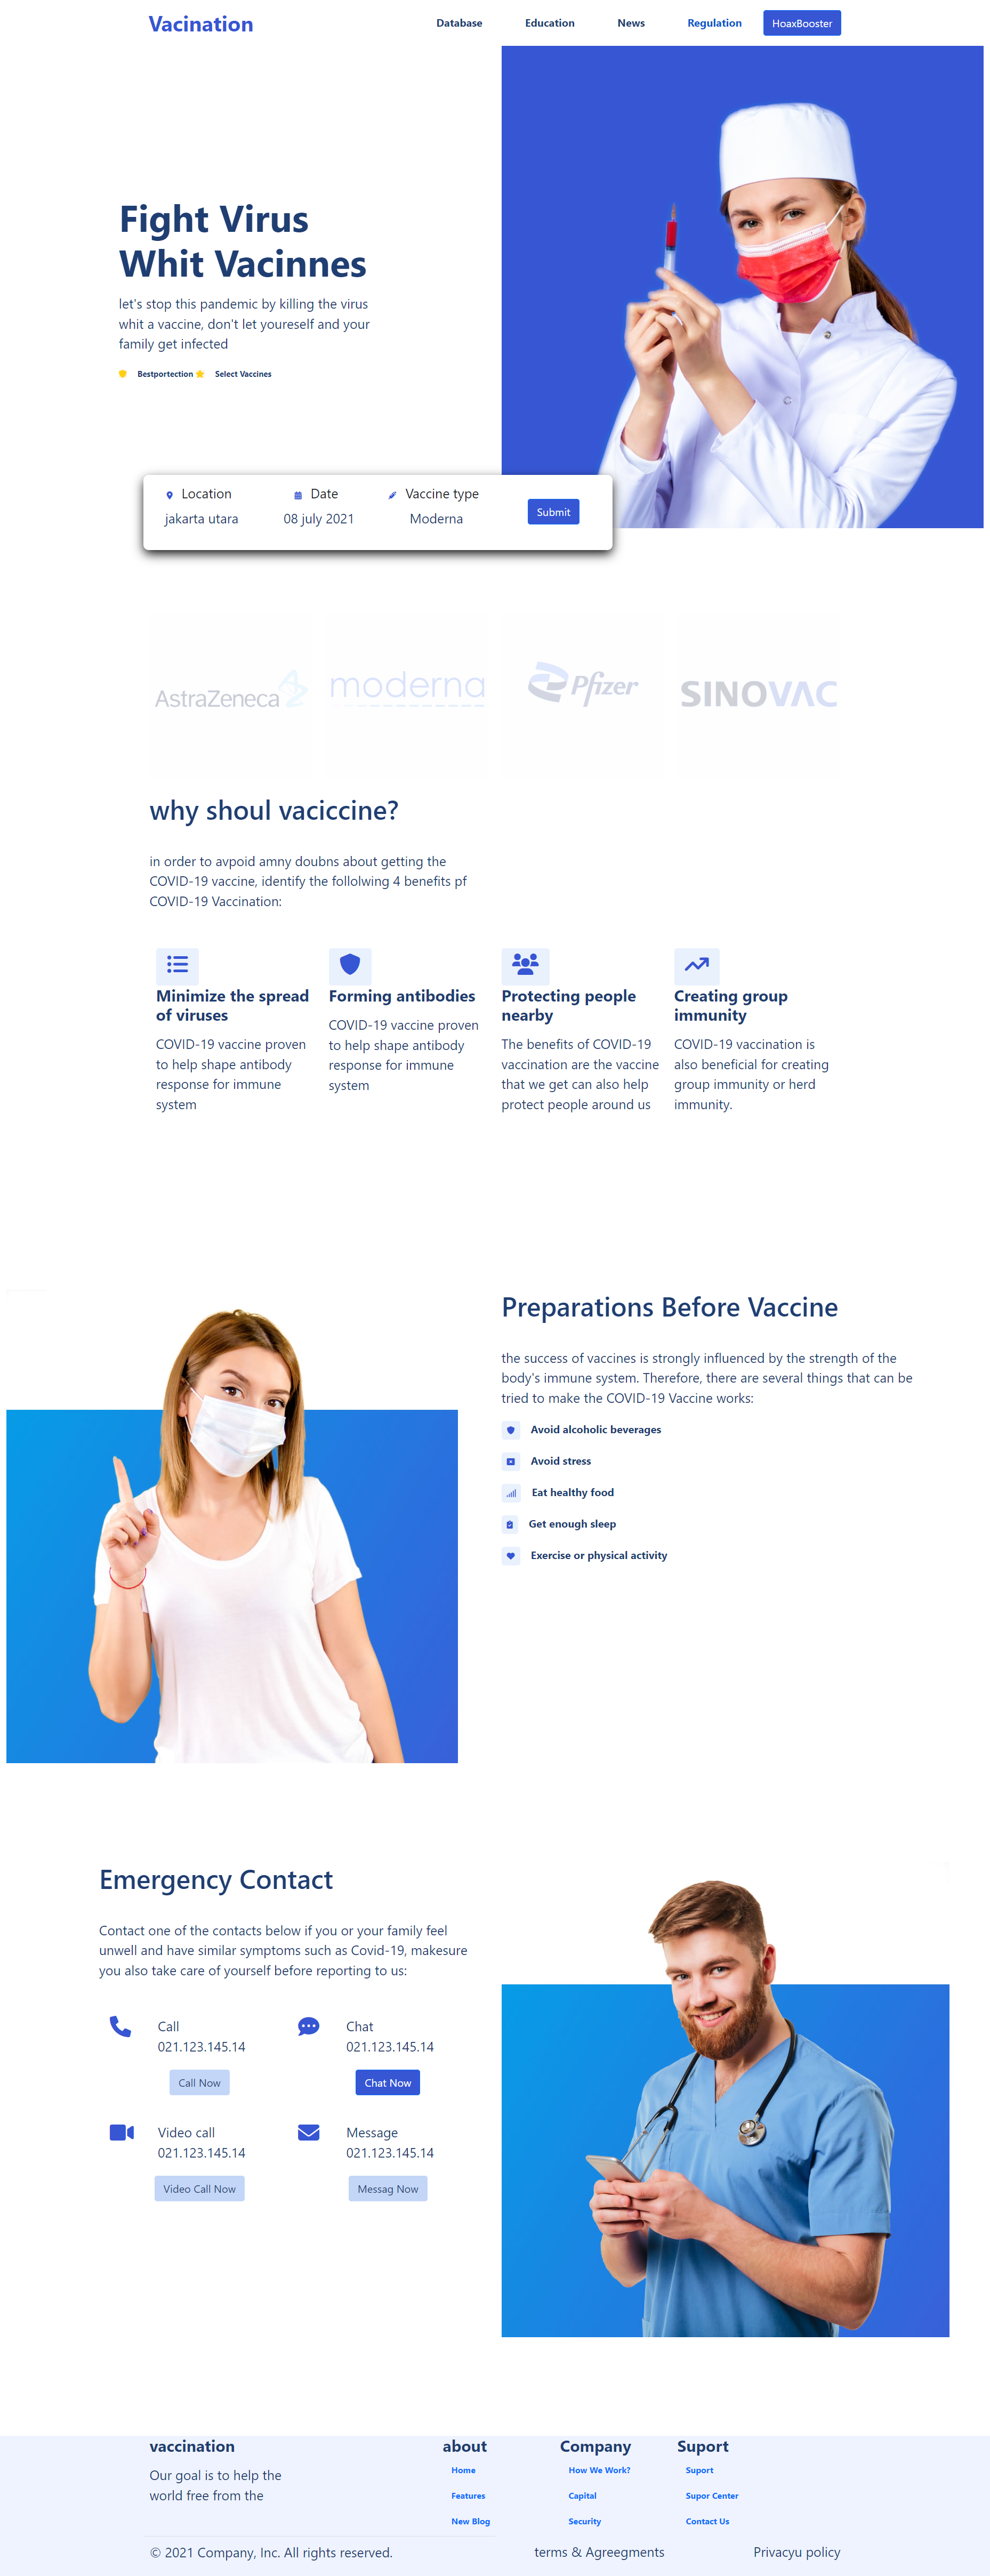 Vacination
Database Education News Regulation HoaxBooster
Fight Virus
Whit Vacinnes
let's stop this pandemic by killing the virus
whit a vaccine, don't let youreself and your
family get infected
Bestportection Select Vaccines
Location Date Vaccine type
jakarta utara 08 july 2021 Moderna
Submit
AstraZeneca moderna Pfizer SINOVAC
why shoul vaciccine?
in order to avpoid amny doubns about getting the
COVID-19 vaccine, identify the follolwing 4 benefits pf
COVID-19 Vaccination:
Minimize the spread
of viruses
COVID-19 vaccine proven
to help shape antibody
response for immune
system
Forming antibodies
COVID-19 vaccine proven
to help shape antibody
response for immune
system
Protecting people
nearby
The benefits of COVID-19
vaccination are the vaccine
that we get can also help
protect people around us
Creating group
immunity
COVID-19 vaccination is
also beneficial for creating
group immunity or herd
immunity.
Preparations Before Vaccine
the success of vaccines is strongly influenced by the strength of the
body's immune system. Therefore, there are several things that can be
tried to make the COVID-19 Vaccine works:
Avoid alcoholic beverages
Avoid stress
Eat healthy food
Get enough sleep
Exercise or physical activity
Emergency Contact
Contact one of the contacts below if you or your family feel
unwell and have similar symptoms such as Covid-19, makesure
you also take care of yourself before reporting to us:
Call
021.123.145.14
Call Now
Chat
021.123.145.14
Chat Now
Video call
021.123.145.14
Video Call Now
Message
021.123.145.14
Messag Now
vaccination
Our goal is to help the
world free from the
about
Home
Features
New Blog
Company
How We Work?
Capital
Security
Suport
Suport
Supor Center
Contact Us
© 2021 Company, Inc. All rights reserved. terms & Agreegments Privacyu policy